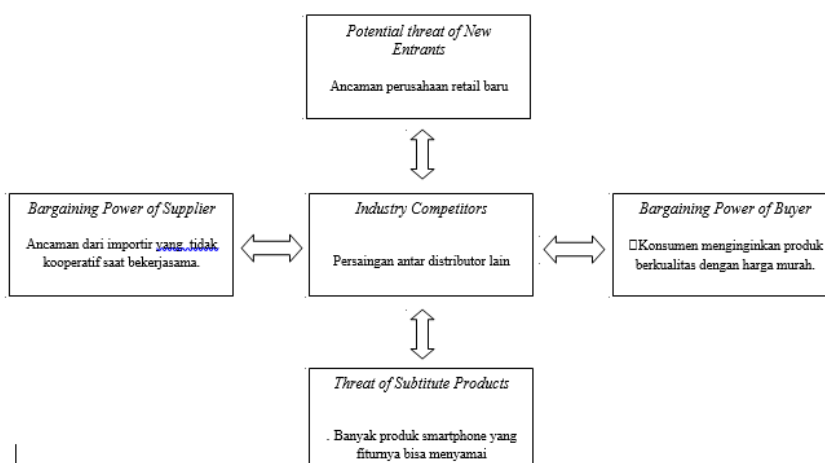 Potential threat of New
Entrants
Ancaman perusahaan retail baru
Bargaining Power of Supplier
Ancaman dari importir yang tidak
kooperatif saat bekerjasama.
Industry Competitors
Persaingan antar distributor lain
Bargaining Power of Buyer
□Konsumen menginginkan produk
berkualitas dengan harga murah.
Threat of Subtitute Products
. Banyak produk smartphone yang
fiturnya bisa menyamai